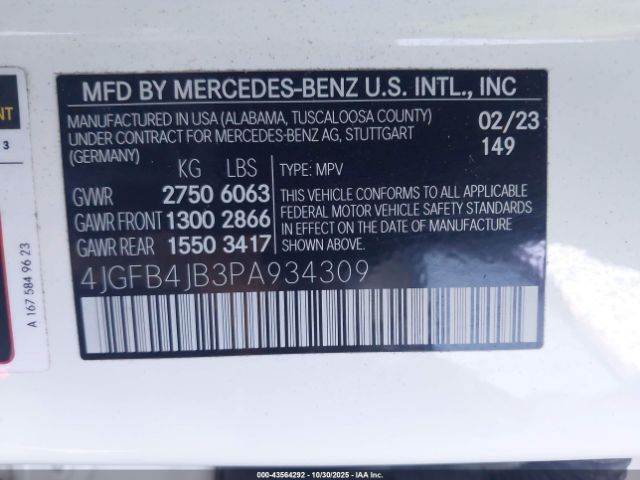 MFD BY MERCEDES-BENZ U.S. INTL., INC
MANUFACTURED IN USA (ALABAMA, TUSCALOOSA COUNTY)
UNDER CONTRACT FOR MERCEDES-BENZ AG, STUTTGART
(GERMANY)
02/23
149
KG LBS
GVWR 2750 6063
GAWR FRONT 1300 2866
GAWR REAR 1550 3417
TYPE: MPV
THIS VEHICLE CONFORMS TO ALL APPLICABLE
FEDERAL MOTOR VEHICLE SAFETY STANDARDS
IN EFFECT ON THE DATE OF MANUFACTURE
SHOWN ABOVE.
4JGFB4JB3PA934309
A 167 584 96 23
3
000-43564292 - 10/30/2025 - IAA Inc.